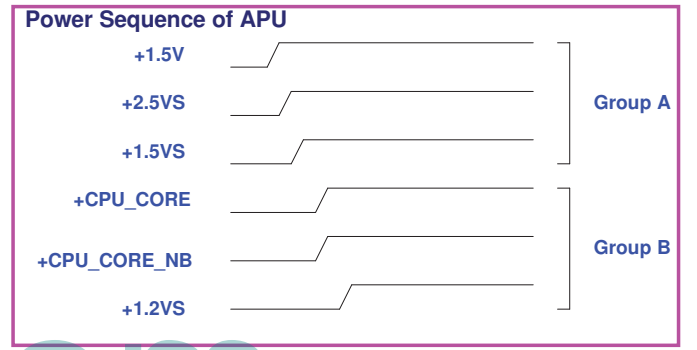 Power Sequence of APU
+1.5V
+2.5VS
Group A
+1.5VS
+CPU_CORE
+CPU_CORE_NB
Group B
+1.2VS